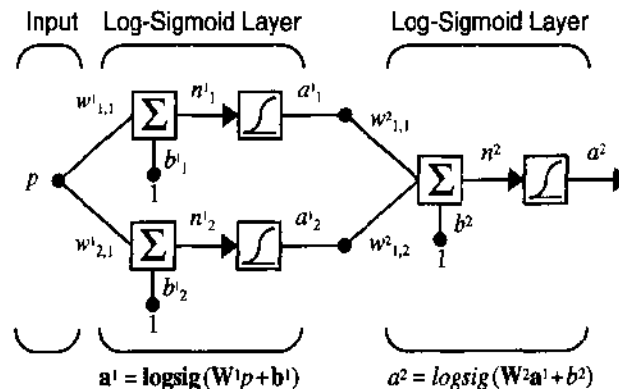 Input Log-Sigmoid Layer Log-Sigmoid Layer
w¹₁,₁ n¹₁ a¹₁ w²₁,₁
b¹₁
1
p n² a²
b²
1
w¹₂,₁ n¹₂ a¹₂ w²₁,₂
b¹₂
1
a¹ = logsig(W¹p+b¹) a² = logsig(W²a¹+b²)